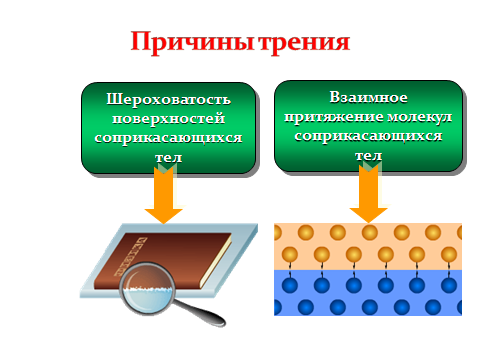 Причины трения
Шероховатость
поверхностей
соприкасающихся
тел
Взаимное
притяжение молекул
соприкасающихся
тел